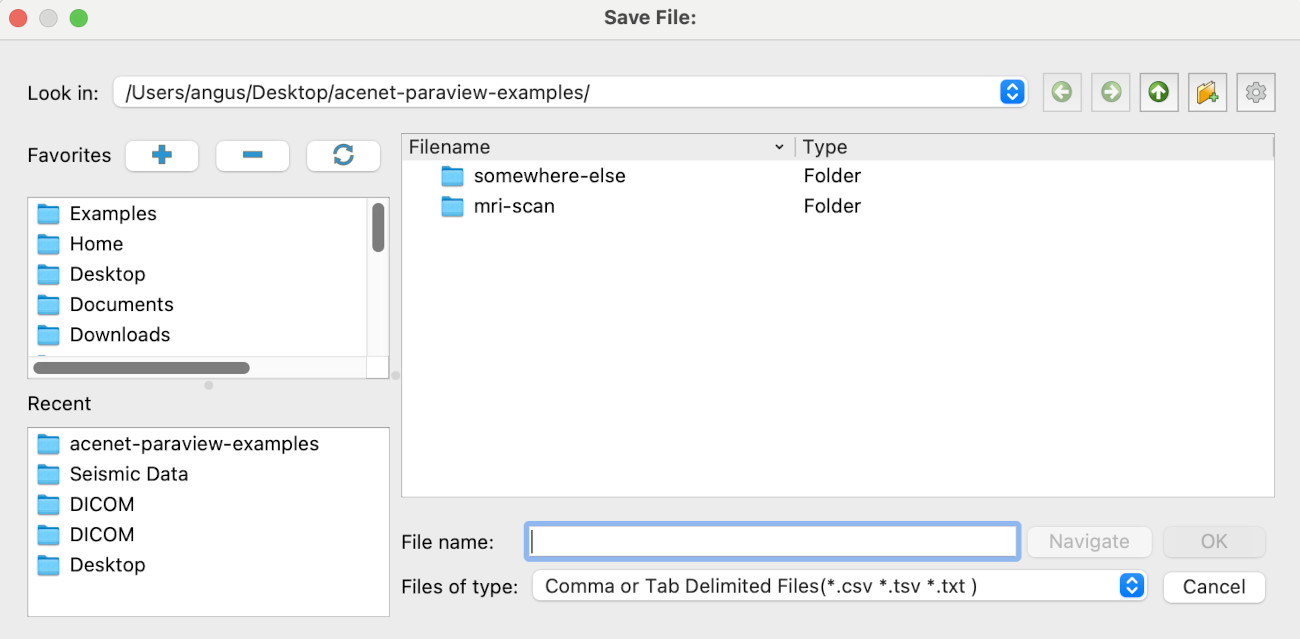 Save File:
Look in: /Users/angus/Desktop/acenet-paraview-examples/
Favorites
Examples
Home
Desktop
Documents
Downloads
Recent
acenet-paraview-examples
Seismic Data
DICOM
DICOM
Desktop
Filename Type
somewhere-else Folder
mri-scan Folder
File name: Navigate OK
Files of type: Comma or Tab Delimited Files(*.csv *.tsv *.txt ) Cancel